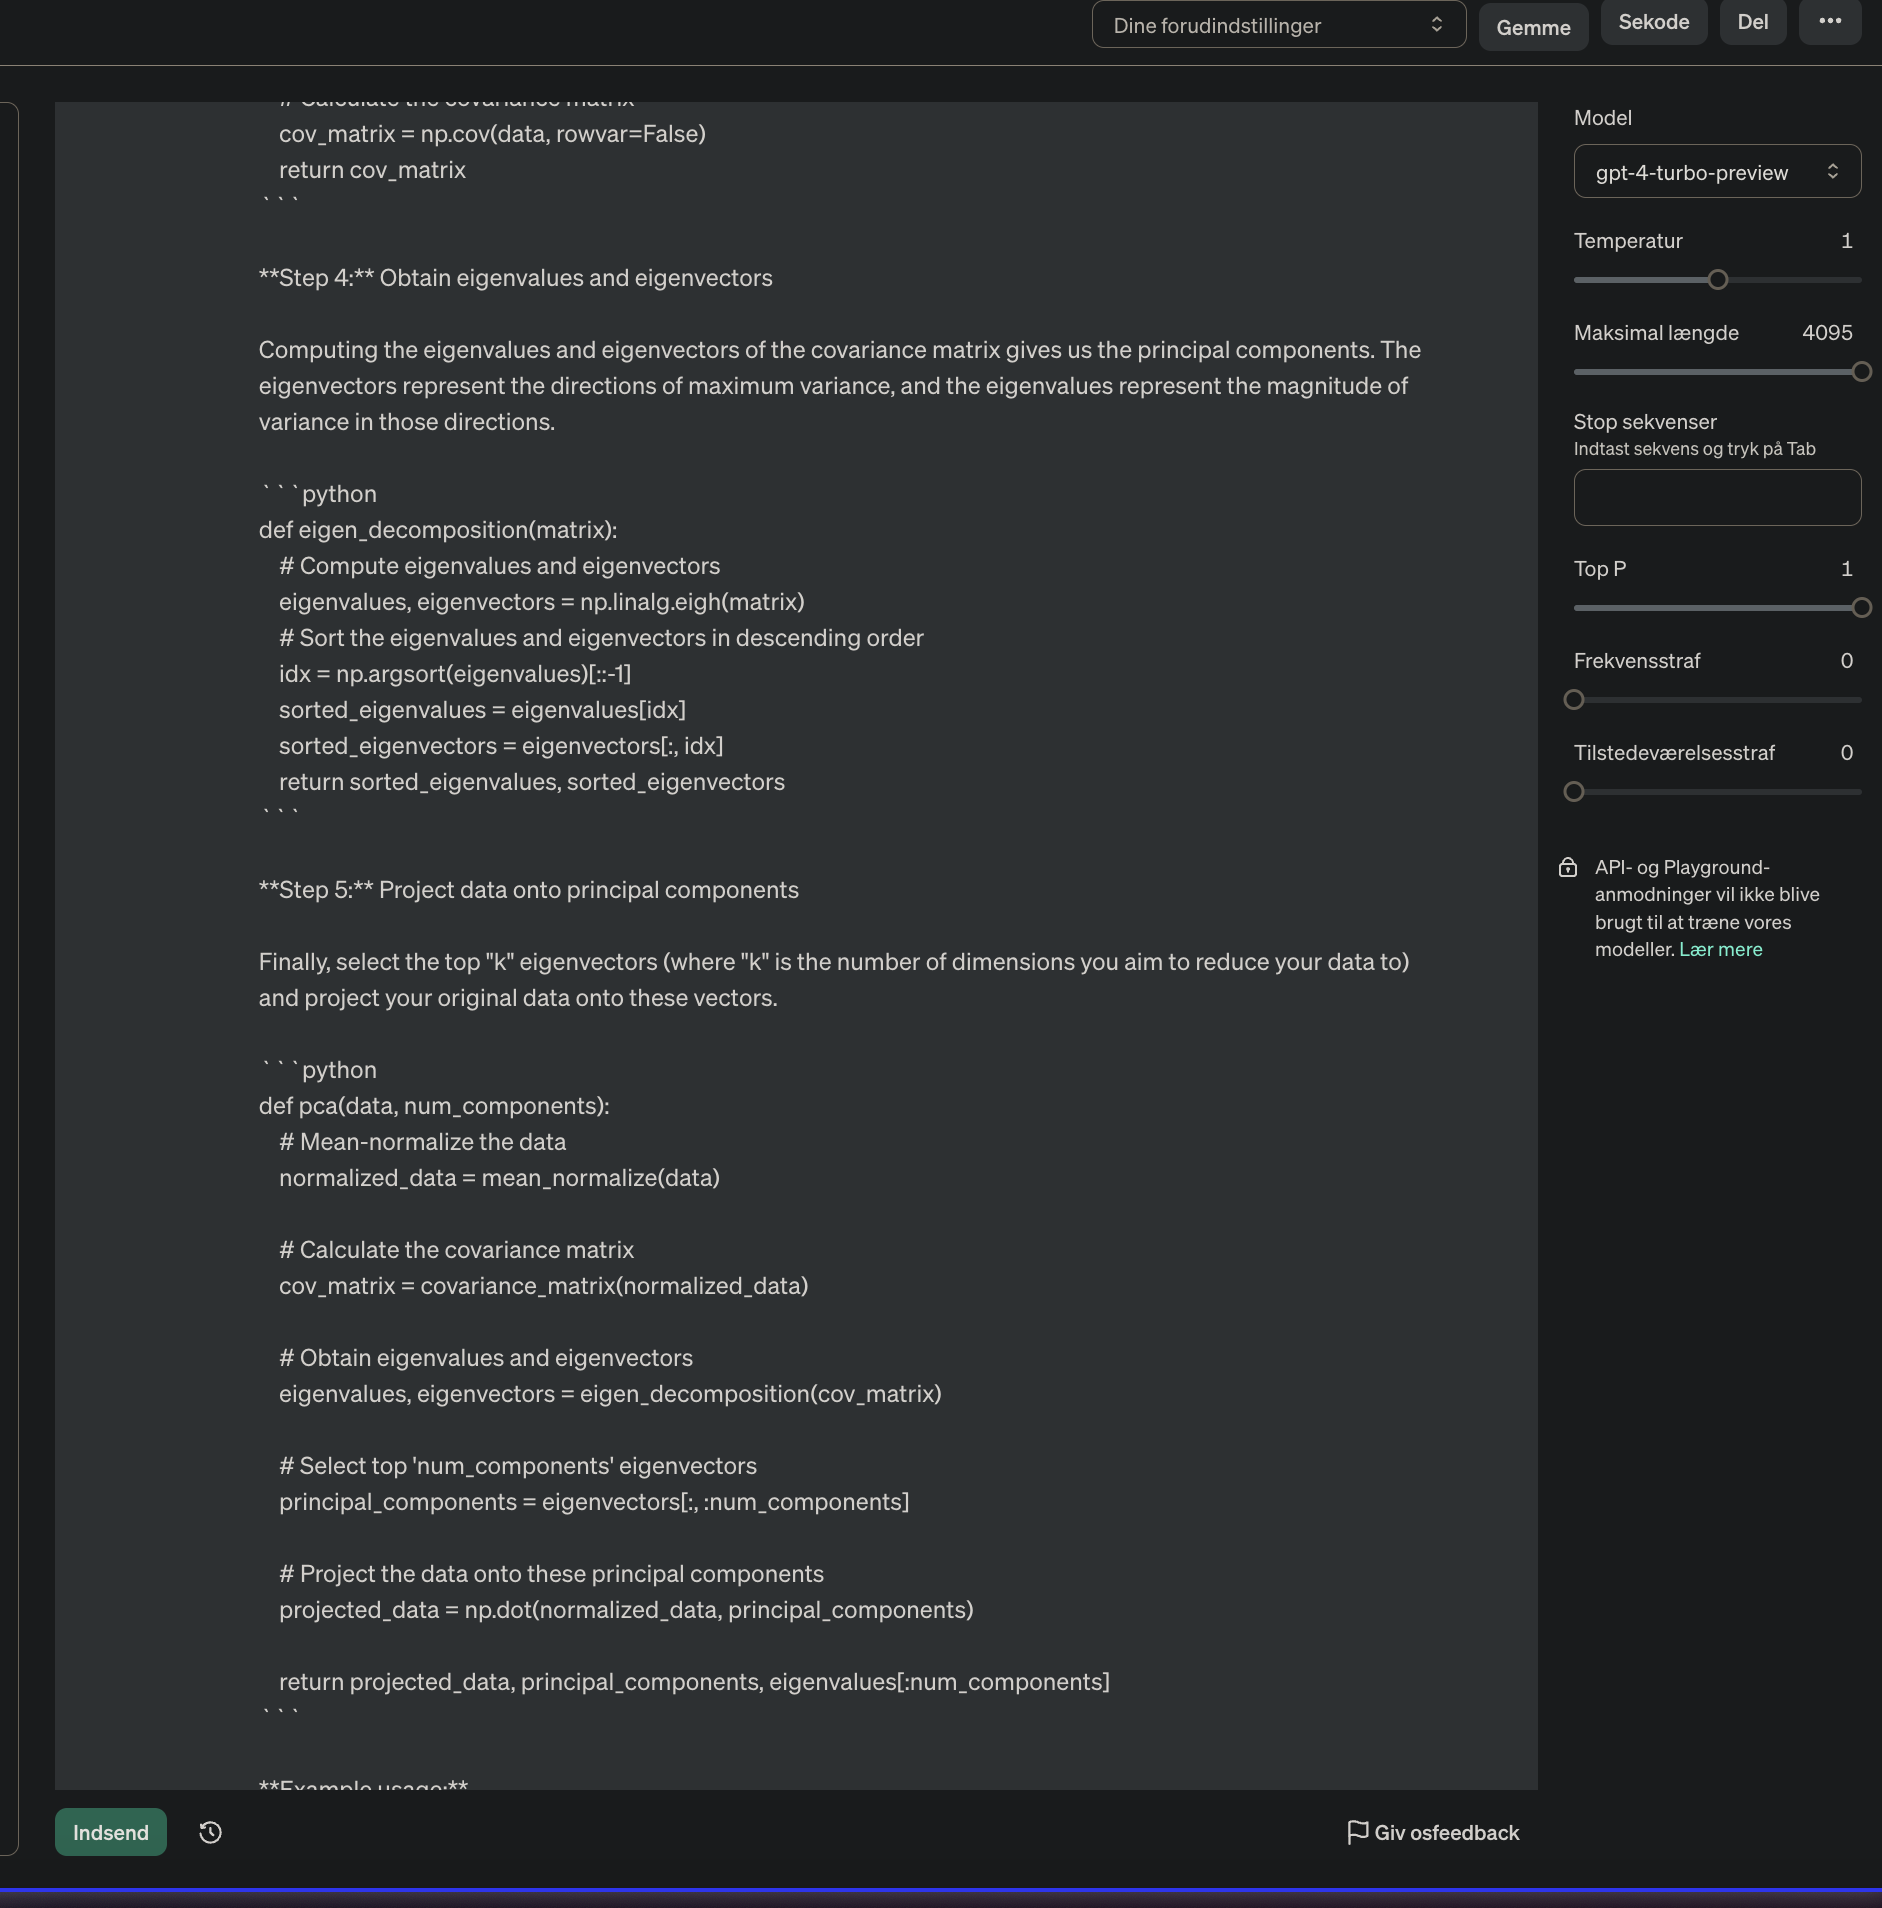 Dine forudindstillinger
Gemme
Sekode
Del
# Calculate the covariance matrix
cov_matrix = np.cov(data, rowvar=False)
return cov_matrix
```
**Step 4:** Obtain eigenvalues and eigenvectors
Computing the eigenvalues and eigenvectors of the covariance matrix gives us the principal components. The
eigenvectors represent the directions of maximum variance, and the eigenvalues represent the magnitude of
variance in those directions.
```python
def eigen_decomposition(matrix):
# Compute eigenvalues and eigenvectors
eigenvalues, eigenvectors = np.linalg.eigh(matrix)
# Sort the eigenvalues and eigenvectors in descending order
idx = np.argsort(eigenvalues)[::-1]
sorted_eigenvalues = eigenvalues[idx]
sorted_eigenvectors = eigenvectors[:, idx]
return sorted_eigenvalues, sorted_eigenvectors
```
**Step 5:** Project data onto principal components
Finally, select the top "k" eigenvectors (where "k" is the number of dimensions you aim to reduce your data to)
and project your original data onto these vectors.
```python
def pca(data, num_components):
# Mean-normalize the data
normalized_data = mean_normalize(data)
# Calculate the covariance matrix
cov_matrix = covariance_matrix(normalized_data)
# Obtain eigenvalues and eigenvectors
eigenvalues, eigenvectors = eigen_decomposition(cov_matrix)
# Select top 'num_components' eigenvectors
principal_components = eigenvectors[:, :num_components]
# Project the data onto these principal components
projected_data = np.dot(normalized_data, principal_components)
return projected_data, principal_components, eigenvalues[:num_components]
```
**Example usage:**
Indsend
Giv osfeedback
Model
gpt-4-turbo-preview
Temperatur 1
Maksimal længde 4095
Stop sekvenser
Indtast sekvens og tryk på Tab
Top P 1
Frekvensstraf 0
Tilstedeværelsesstraf 0
API- og Playground-
anmodninger vil ikke blive
brugt til at træne vores
modeller. Lær mere